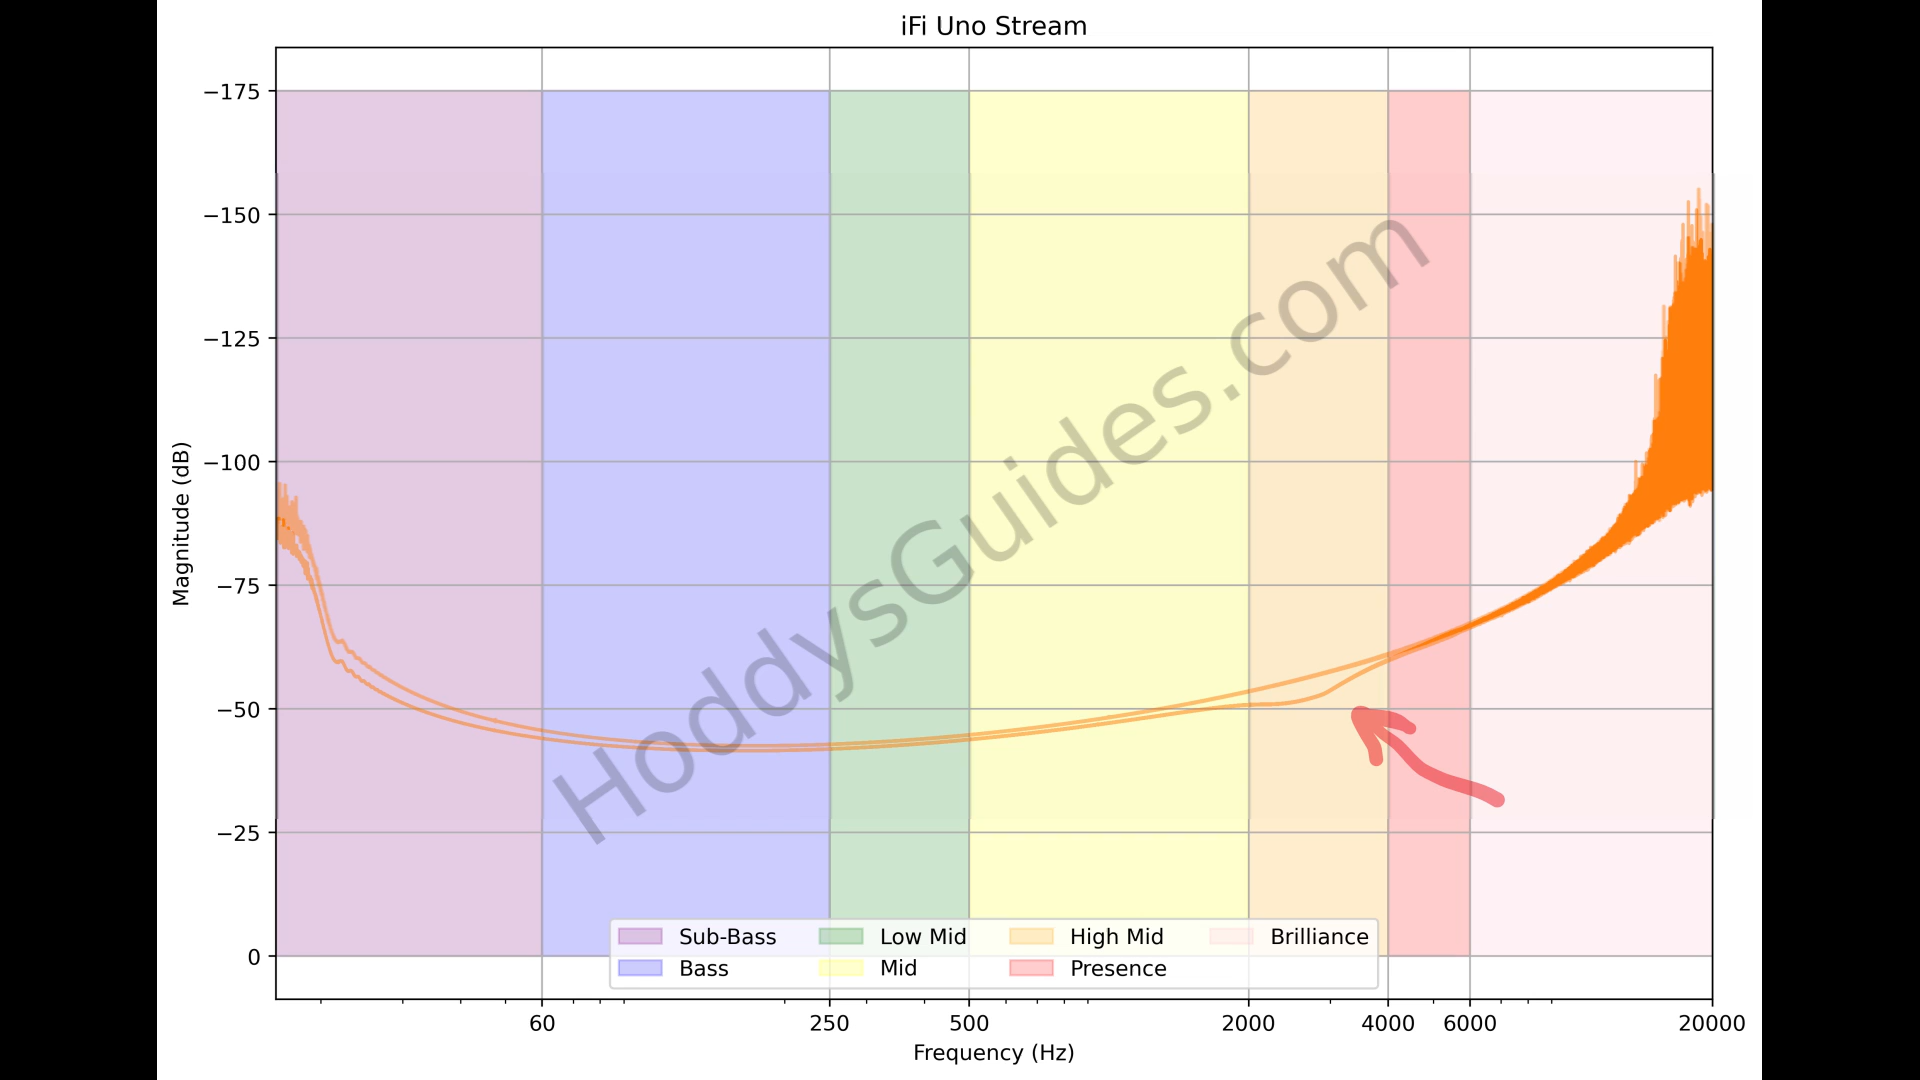 iFi Uno Stream
−175
−150
−125
−100
−75
−50
−25
0
Magnitude (dB)
HoddysGuides.com
Sub-Bass Low Mid High Mid Brilliance
Bass Mid Presence
60 250 500 2000 4000 6000 20000
Frequency (Hz)